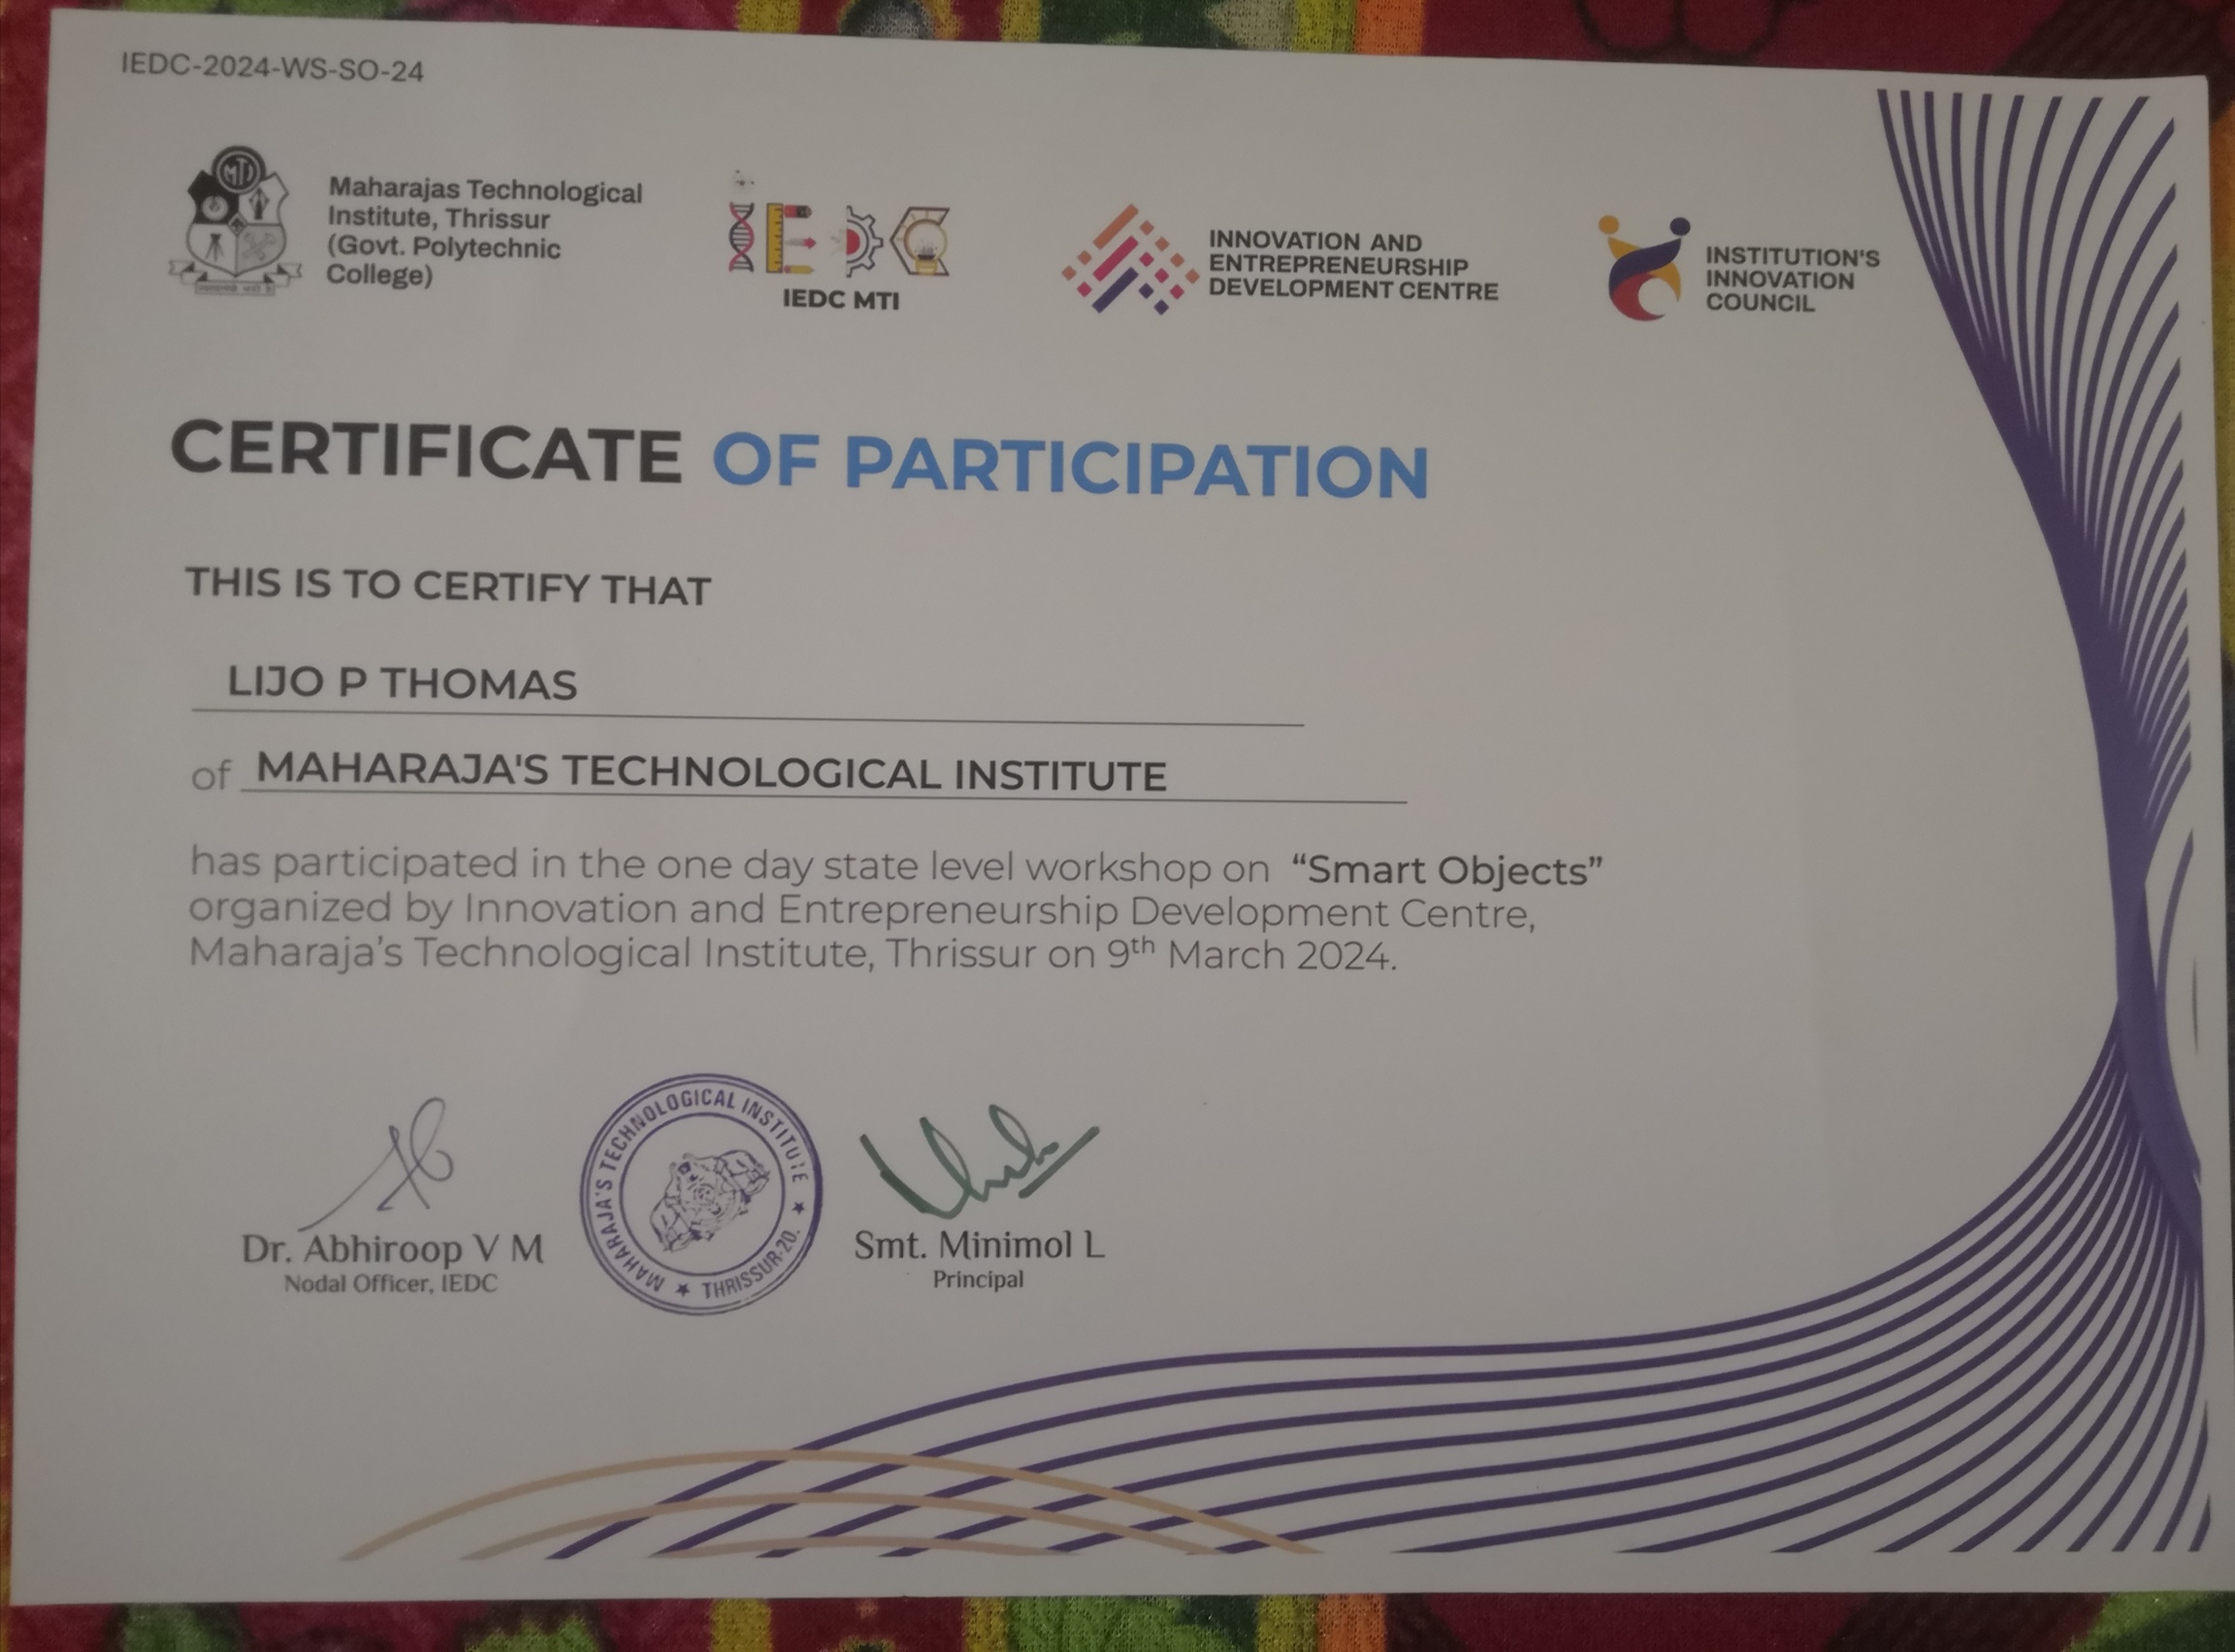 IEDC-2024-WS-SO-24
MTI
Maharajas Technological
Institute, Thrissur
(Govt. Polytechnic
College)
IEDC
IEDC MTI
INNOVATION AND
ENTREPRENEURSHIP
DEVELOPMENT CENTRE
INSTITUTION'S
INNOVATION
COUNCIL
CERTIFICATE OF PARTICIPATION
THIS IS TO CERTIFY THAT
LIJO P THOMAS
of MAHARAJA'S TECHNOLOGICAL INSTITUTE
has participated in the one day state level workshop on “Smart Objects”
organized by Innovation and Entrepreneurship Development Centre,
Maharaja’s Technological Institute, Thrissur on 9th March 2024.
MAHARAJA'S TECHNOLOGICAL INSTITUTE ★ THRISSUR-20. ★
Dr. Abhiroop V M
Nodal Officer, IEDC
Smt. Minimol L
Principal